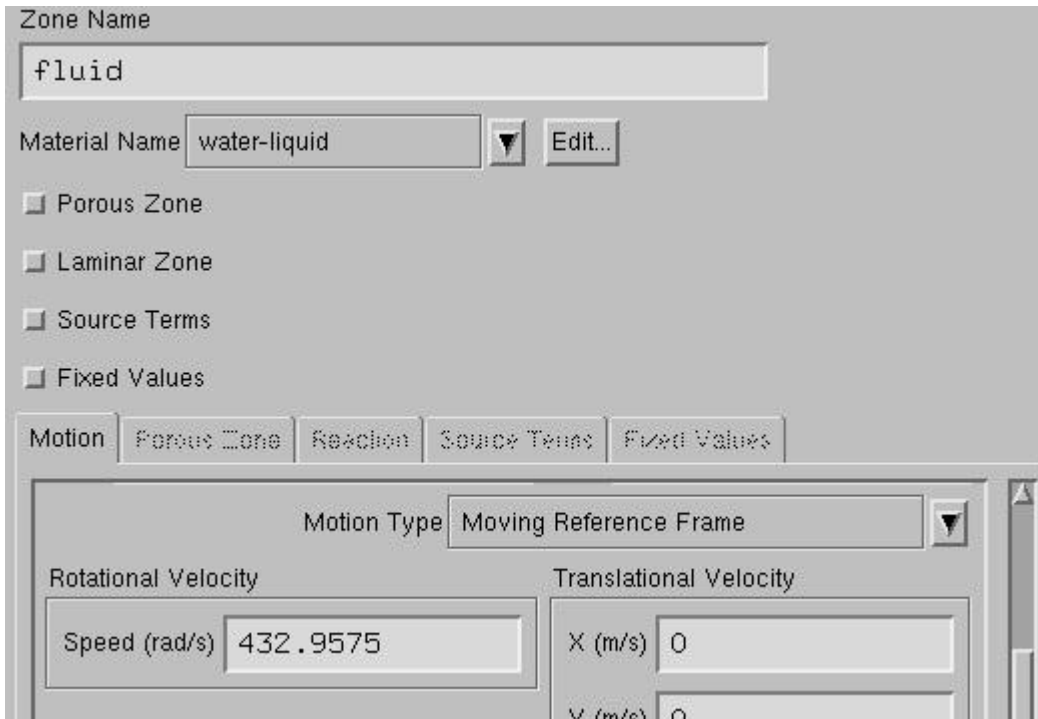 Zone Name
fluid
Material Name water-liquid Edit...
Porous Zone
Laminar Zone
Source Terms
Fixed Values
Motion Porous Zone Reaction Source Terms Fixed Values
Motion Type Moving Reference Frame
Rotational Velocity Translational Velocity
Speed (rad/s) 432.9575 X (m/s) 0
Y (m/s) 0